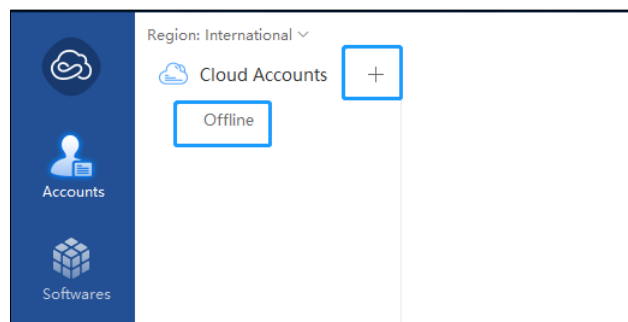 Region: International
Cloud Accounts
Offline
Accounts
Softwares